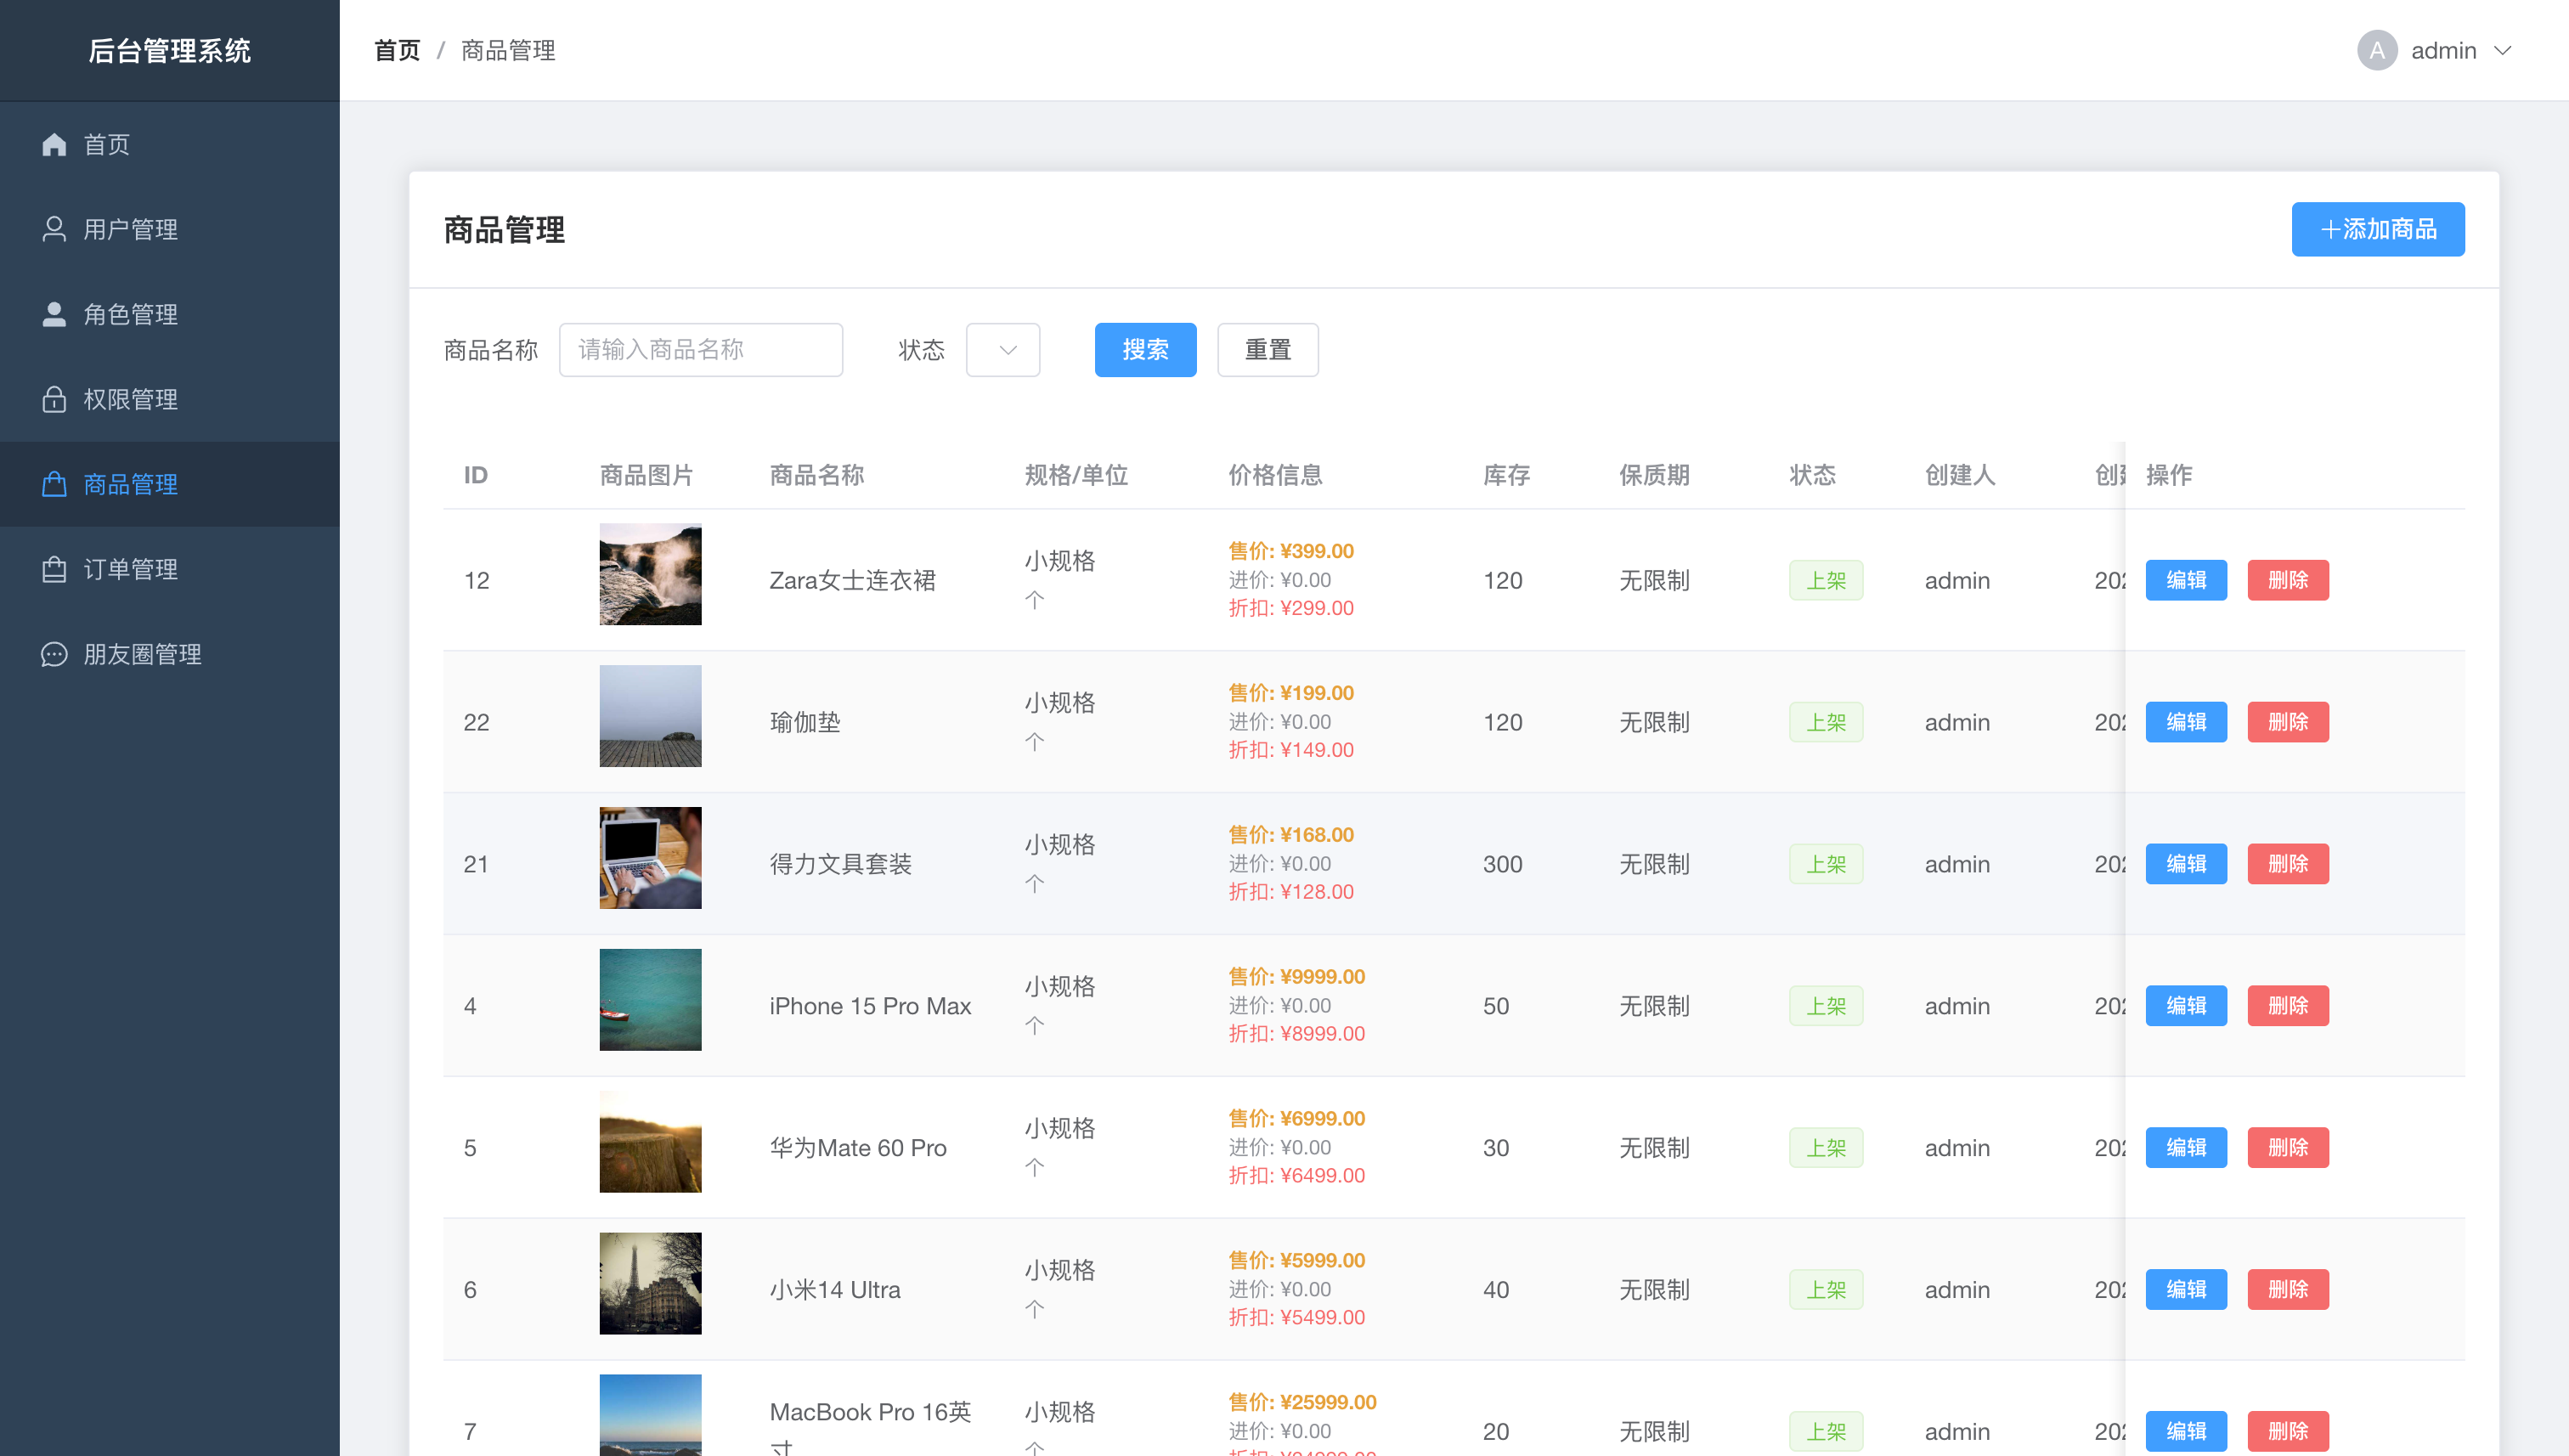 后台管理系统
首页 / 商品管理
A admin
首页
用户管理
角色管理
权限管理
商品管理
订单管理
朋友圈管理
商品管理
+添加商品
商品名称 请输入商品名称 状态 搜索 重置
ID 商品图片 商品名称 规格/单位 价格信息 库存 保质期 状态 创建人 操作
12 Zara女士连衣裙 小规格 个 售价: ¥399.00 进价: ¥0.00 折扣: ¥299.00 120 无限制 上架 admin 编辑 删除
22 瑜伽垫 小规格 个 售价: ¥199.00 进价: ¥0.00 折扣: ¥149.00 120 无限制 上架 admin 编辑 删除
21 得力文具套装 小规格 个 售价: ¥168.00 进价: ¥0.00 折扣: ¥128.00 300 无限制 上架 admin 编辑 删除
4 iPhone 15 Pro Max 小规格 个 售价: ¥9999.00 进价: ¥0.00 折扣: ¥8999.00 50 无限制 上架 admin 编辑 删除
5 华为Mate 60 Pro 小规格 个 售价: ¥6999.00 进价: ¥0.00 折扣: ¥6499.00 30 无限制 上架 admin 编辑 删除
6 小米14 Ultra 小规格 个 售价: ¥5999.00 进价: ¥0.00 折扣: ¥5499.00 40 无限制 上架 admin 编辑 删除
7 MacBook Pro 16英寸 小规格 个 售价: ¥25999.00 进价: ¥0.00 20 无限制 上架 admin 编辑 删除